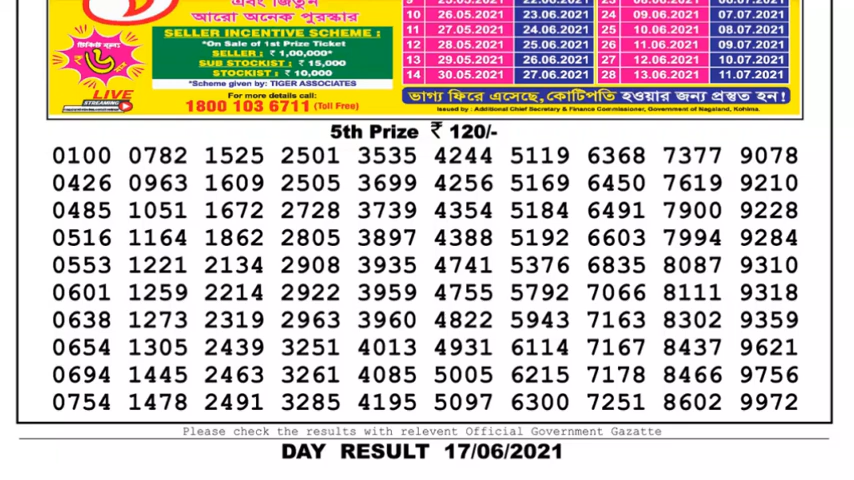 এবং জিতুন
আরো অনেক পুরস্কার
SELLER INCENTIVE SCHEME :
*On Sale of 1st Prize Ticket
SELLER : ₹ 1,00,000*
SUB STOCKIST : ₹ 15,000
STOCKIST : ₹ 10,000
*Scheme given by: TIGER ASSOCIATES
For more details call:
1800 103 6711 (Toll Free)
টিকিট মূল্য
₹ ৬
LIVE
STREAMING
9 25.05.2021 22.06.2021 23 08.06.2021 06.07.2021
10 26.05.2021 23.06.2021 24 09.06.2021 07.07.2021
11 27.05.2021 24.06.2021 25 10.06.2021 08.07.2021
12 28.05.2021 25.06.2021 26 11.06.2021 09.07.2021
13 29.05.2021 26.06.2021 27 12.06.2021 10.07.2021
14 30.05.2021 27.06.2021 28 13.06.2021 11.07.2021
ভাগ্য ফিরে এসেছে, কোটিপতি হওয়ার জন্য প্রস্তুত হন !
Issued by : Additional Chief Secretary & Finance Commissioner, Government of Nagaland, Kohima.
5th Prize ₹ 120/-
0100 0782 1525 2501 3535 4244 5119 6368 7377 9078
0426 0963 1609 2505 3699 4256 5169 6450 7619 9210
0485 1051 1672 2728 3739 4354 5184 6491 7900 9228
0516 1164 1862 2805 3897 4388 5192 6603 7994 9284
0553 1221 2134 2908 3935 4741 5376 6835 8087 9310
0601 1259 2214 2922 3959 4755 5792 7066 8111 9318
0638 1273 2319 2963 3960 4822 5943 7163 8302 9359
0654 1305 2439 3251 4013 4931 6114 7167 8437 9621
0694 1445 2463 3261 4085 5005 6215 7178 8466 9756
0754 1478 2491 3285 4195 5097 6300 7251 8602 9972
Please check the results with relevent Official Government Gazatte
DAY RESULT 17/06/2021